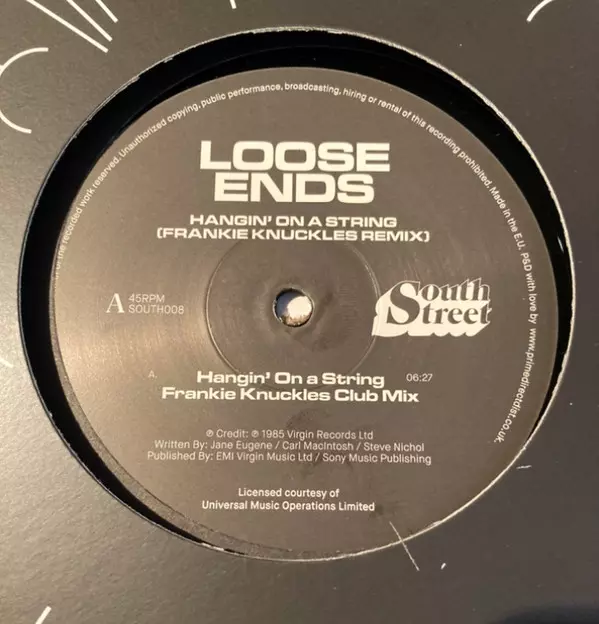 of the recorded work reserved. Unauthorized copying, public performance, broadcasting, hiring or rental of this recording prohibited. Made in the E.U. P&D with love by www.primedirectdist.co.uk.
LOOSE
ENDS
HANGIN' ON A STRING
(FRANKIE KNUCKLES REMIX)
A 45RPM
SOUTH008
South
Street
A. Hangin' On a String 06:27
Frankie Knuckles Club Mix
℗ Credit: ℗ 1985 Virgin Records Ltd
Written By: Jane Eugene / Carl MacIntosh / Steve Nichol
Published By: EMI Virgin Music Ltd / Sony Music Publishing
Licensed courtesy of
Universal Music Operations Limited